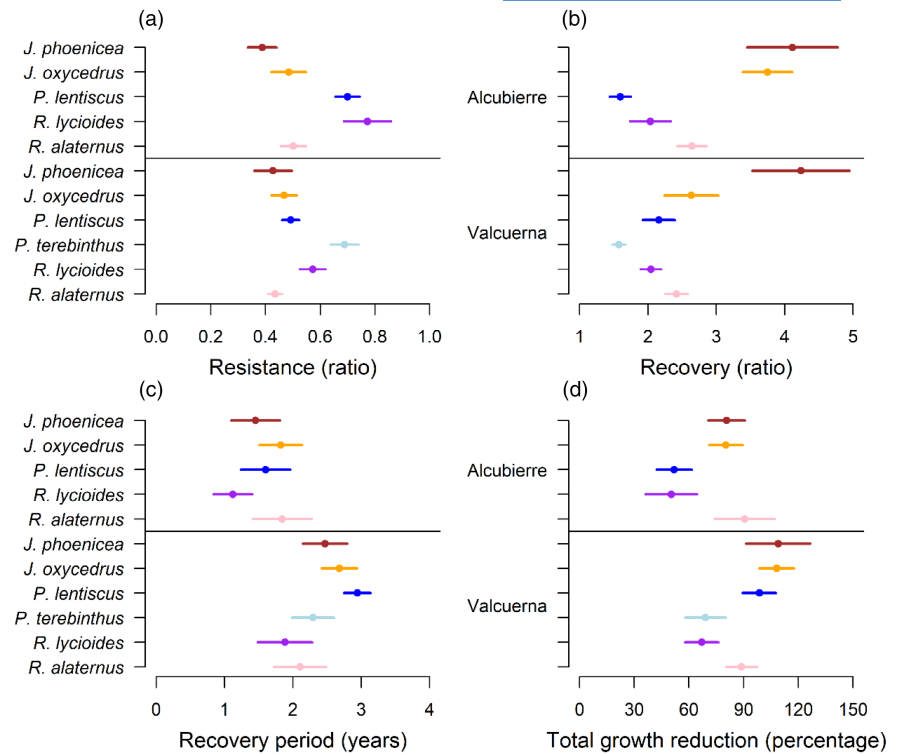 (a)
J. phoenicea
J. oxycedrus
P. lentiscus
R. lycioides
R. alaternus
J. phoenicea
J. oxycedrus
P. lentiscus
P. terebinthus
R. lycioides
R. alaternus
0.0 0.2 0.4 0.6 0.8 1.0
Resistance (ratio)
(b)
Alcubierre
Valcuerna
1 2 3 4 5
Recovery (ratio)
(c)
J. phoenicea
J. oxycedrus
P. lentiscus
R. lycioides
R. alaternus
J. phoenicea
J. oxycedrus
P. lentiscus
P. terebinthus
R. lycioides
R. alaternus
0 1 2 3 4
Recovery period (years)
(d)
Alcubierre
Valcuerna
0 30 60 90 120 150
Total growth reduction (percentage)